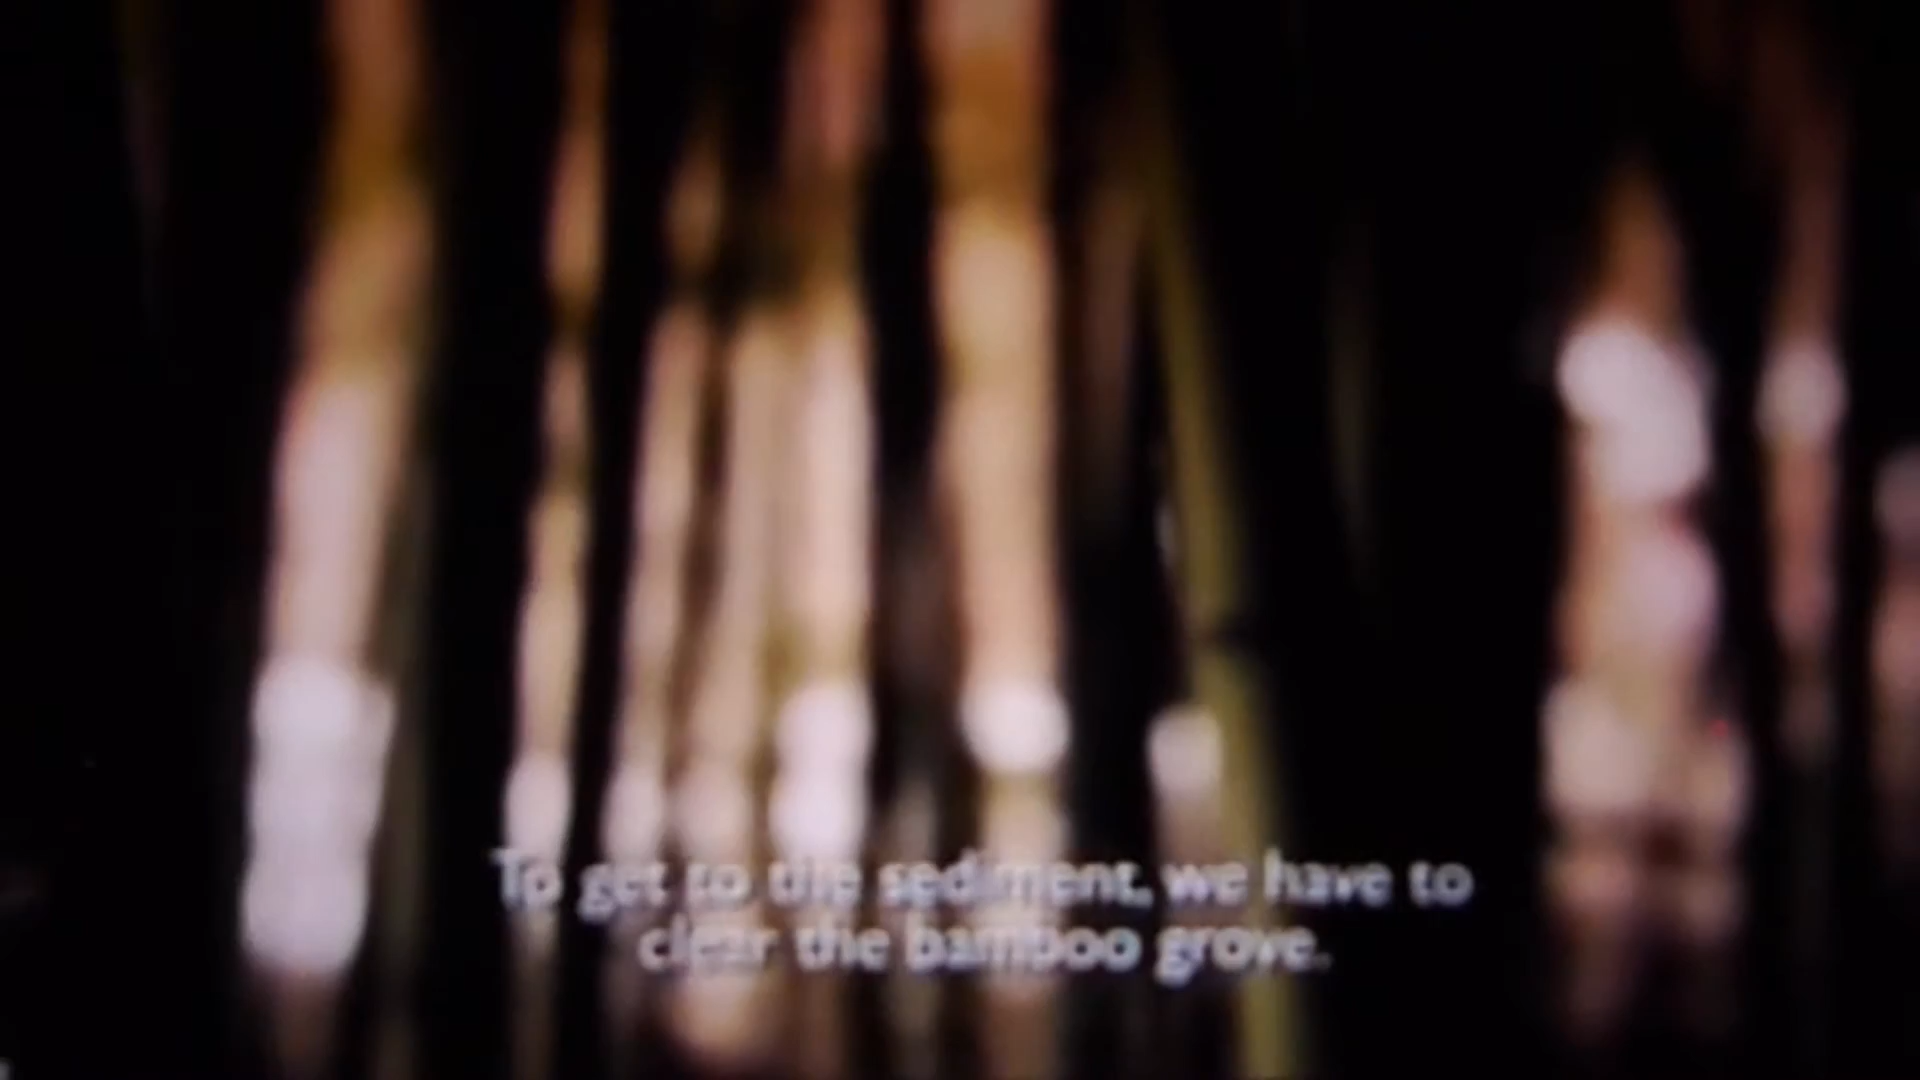 To get to the sediment, we have to
clear the bamboo grove.